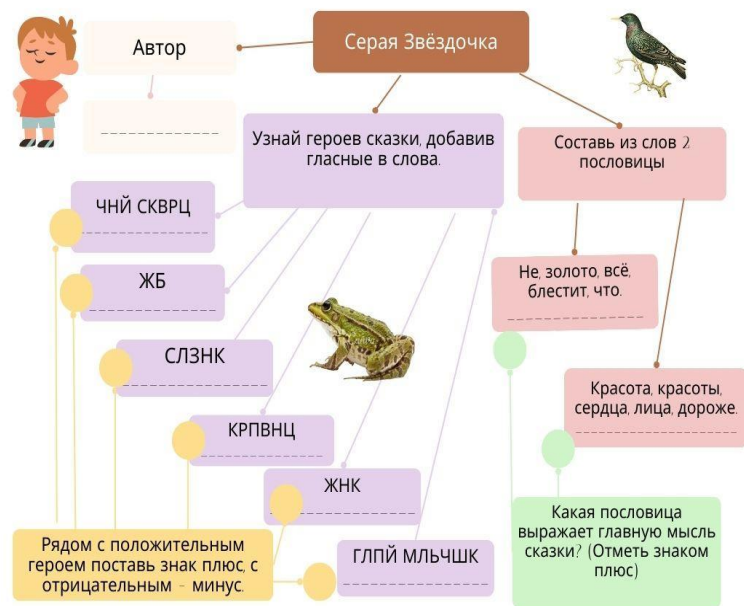 Серая Звёздочка
Автор
_ _ _ _ _ _ _ _ _ _ _
Узнай героев сказки, добавив
гласные в слова.
Составь из слов 2
пословицы
ЧНЙ СКВРЦ
_ _ _ _ _ _ _ _ _ _ _ _ _ _
ЖБ
_ _ _ _ _ _ _ _ _ _ _ _ _ _
СЛЗНК
_ _ _ _ _ _ _ _ _ _ _ _ _ _
КРПВНЦ
_ _ _ _ _ _ _ _ _ _ _ _ _ _
ЖНК
_ _ _ _ _ _ _ _ _ _ _ _ _ _
ГЛПЙ МЛЬЧШК
_ _ _ _ _ _ _ _ _ _ _ _ _ _
Не, золото, всё,
блестит, что.
_ _ _ _ _ _ _ _ _ _ _ _ _ _
Красота, красоты,
сердца, лица, дороже.
_ _ _ _ _ _ _ _ _ _ _ _ _ _
Рядом с положительным
героем поставь знак плюс, с
отрицательным - минус.
Какая пословица
выражает главную мысль
сказки? (Отметь знаком
плюс)